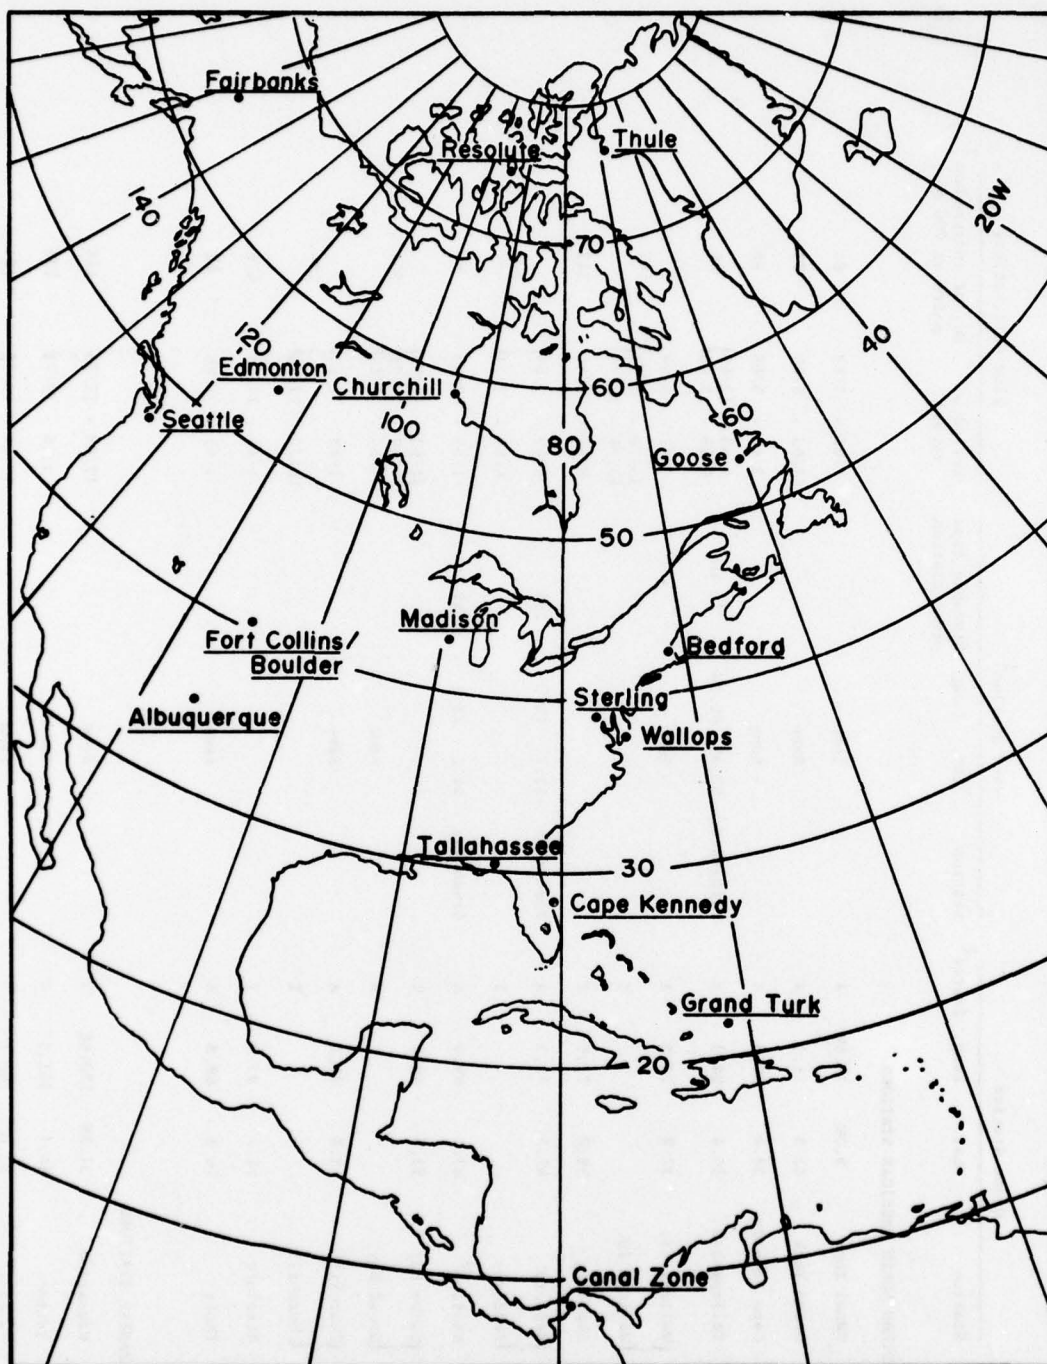 Fairbanks
Resolute
Thule
140
20W
70
120
40
Edmonton
Churchill
60
60
Seattle
100
80
Goose
50
Madison
Fort Collins
Boulder
Bedford
Sterling
Albuquerque
Wallops
Tallahassee
30
Cape Kennedy
Grand Turk
20
Canal Zone